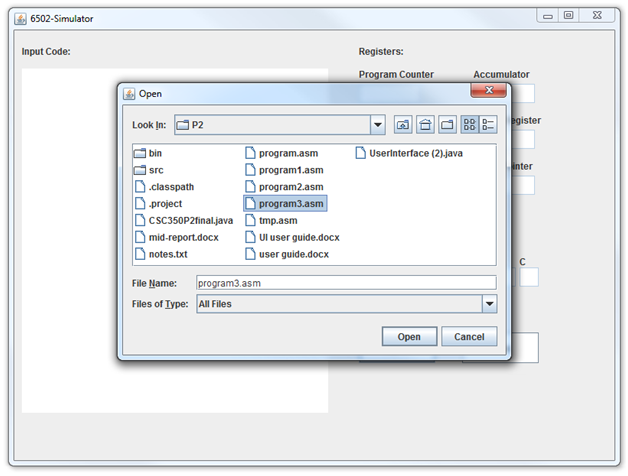 6502-Simulator
Input Code:
Registers:
Program Counter
Accumulator
Open
Look In:
P2
bin
src
.classpath
.project
CSC350P2final.java
mid-report.docx
notes.txt
program.asm
program1.asm
program2.asm
program3.asm
tmp.asm
UI user guide.docx
user guide.docx
UserInterface (2).java
File Name:
program3.asm
Files of Type:
All Files
Open
Cancel
egister
inter
C